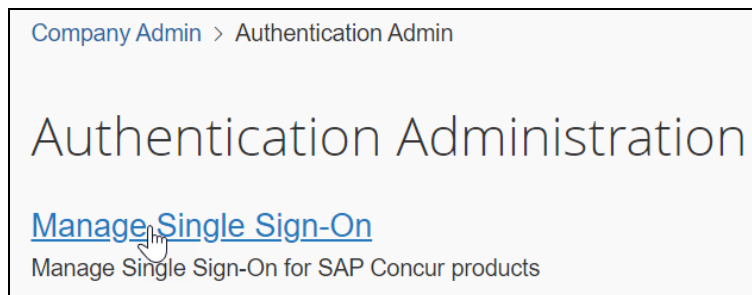 Company Admin > Authentication Admin
Authentication Administration
Manage Single Sign-On
Manage Single Sign-On for SAP Concur products